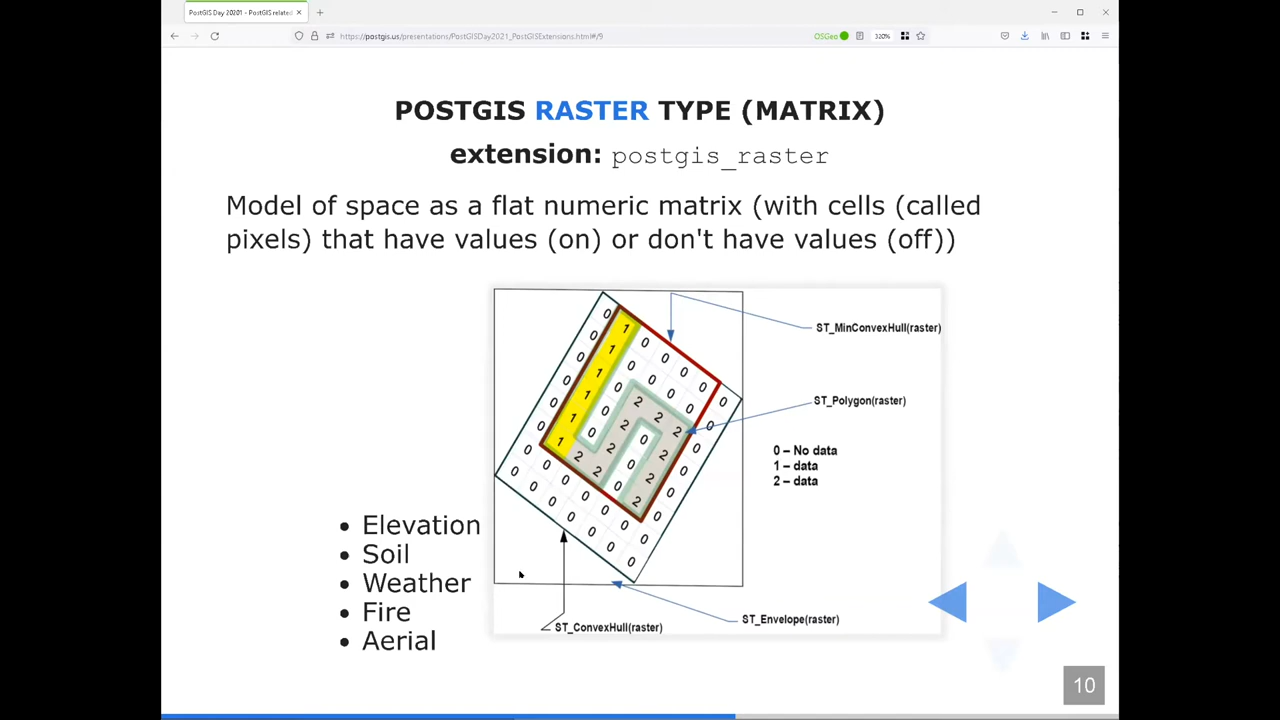 PostGIS Day 20201 - PostGIS related
https://postgis.us/presentations/PostGISDay2021_PostGISExtensions.html#/9
OSGeo
320%
POSTGIS RASTER TYPE (MATRIX)
extension: postgis_raster
Model of space as a flat numeric matrix (with cells (called
pixels) that have values (on) or don't have values (off))
ST_MinConvexHull(raster)
ST_Polygon(raster)
0 – No data
1 – data
2 – data
• Elevation
• Soil
• Weather
• Fire
• Aerial
ST_ConvexHull(raster)
ST_Envelope(raster)
10